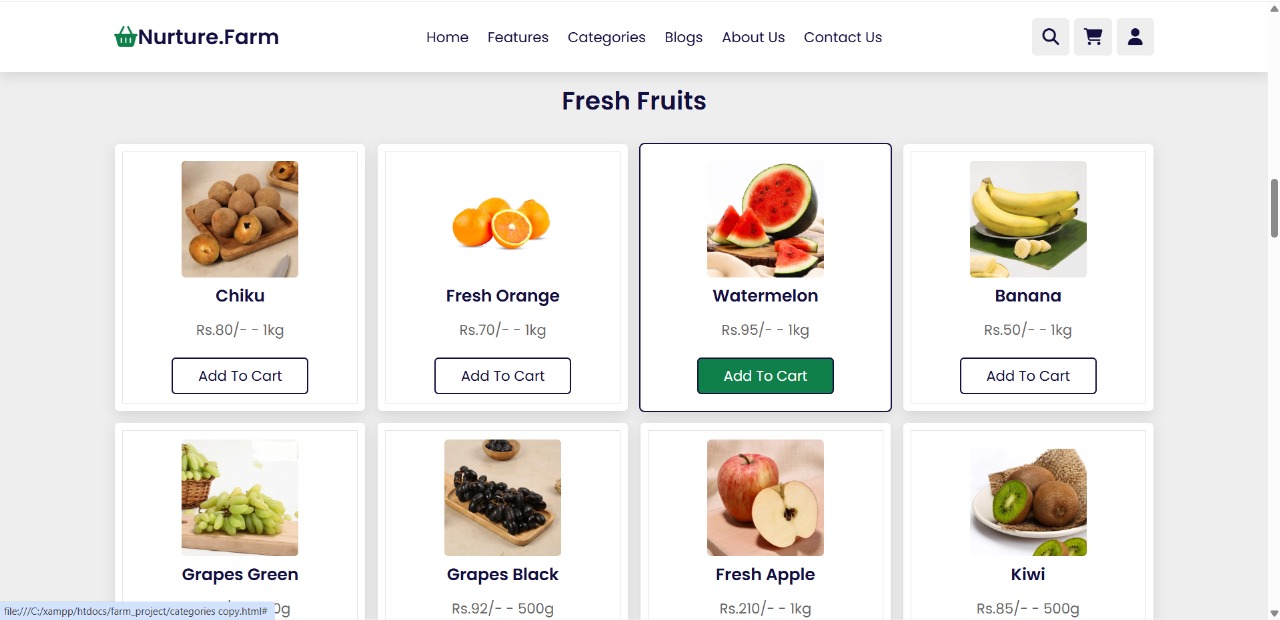 Nurture.Farm
Home Features Categories Blogs About Us Contact Us
Fresh Fruits
Chiku Fresh Orange Watermelon Banana
Rs.80/- - 1kg Rs.70/- - 1kg Rs.95/- - 1kg Rs.50/- - 1kg
Add To Cart Add To Cart Add To Cart Add To Cart
Grapes Green Grapes Black Fresh Apple Kiwi
0g Rs.92/- - 500g Rs.210/- - 1kg Rs.85/- - 500g
file:///C:/xampp/htdocs/farm_project/categories copy.html#